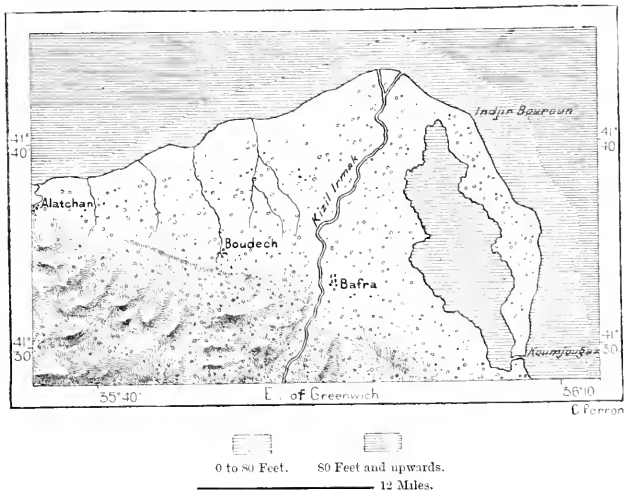 Indjir Bouroun
41°
40'
41°
40'
Kizil Irmak
Alatchan
Boudech
Bafra
41°
30'
41°
30'
Koumjougaz
35°40'
E. of Greenwich
36°10'
C Perron
0 to 80 Feet.
80 Feet and upwards.
12 Miles.